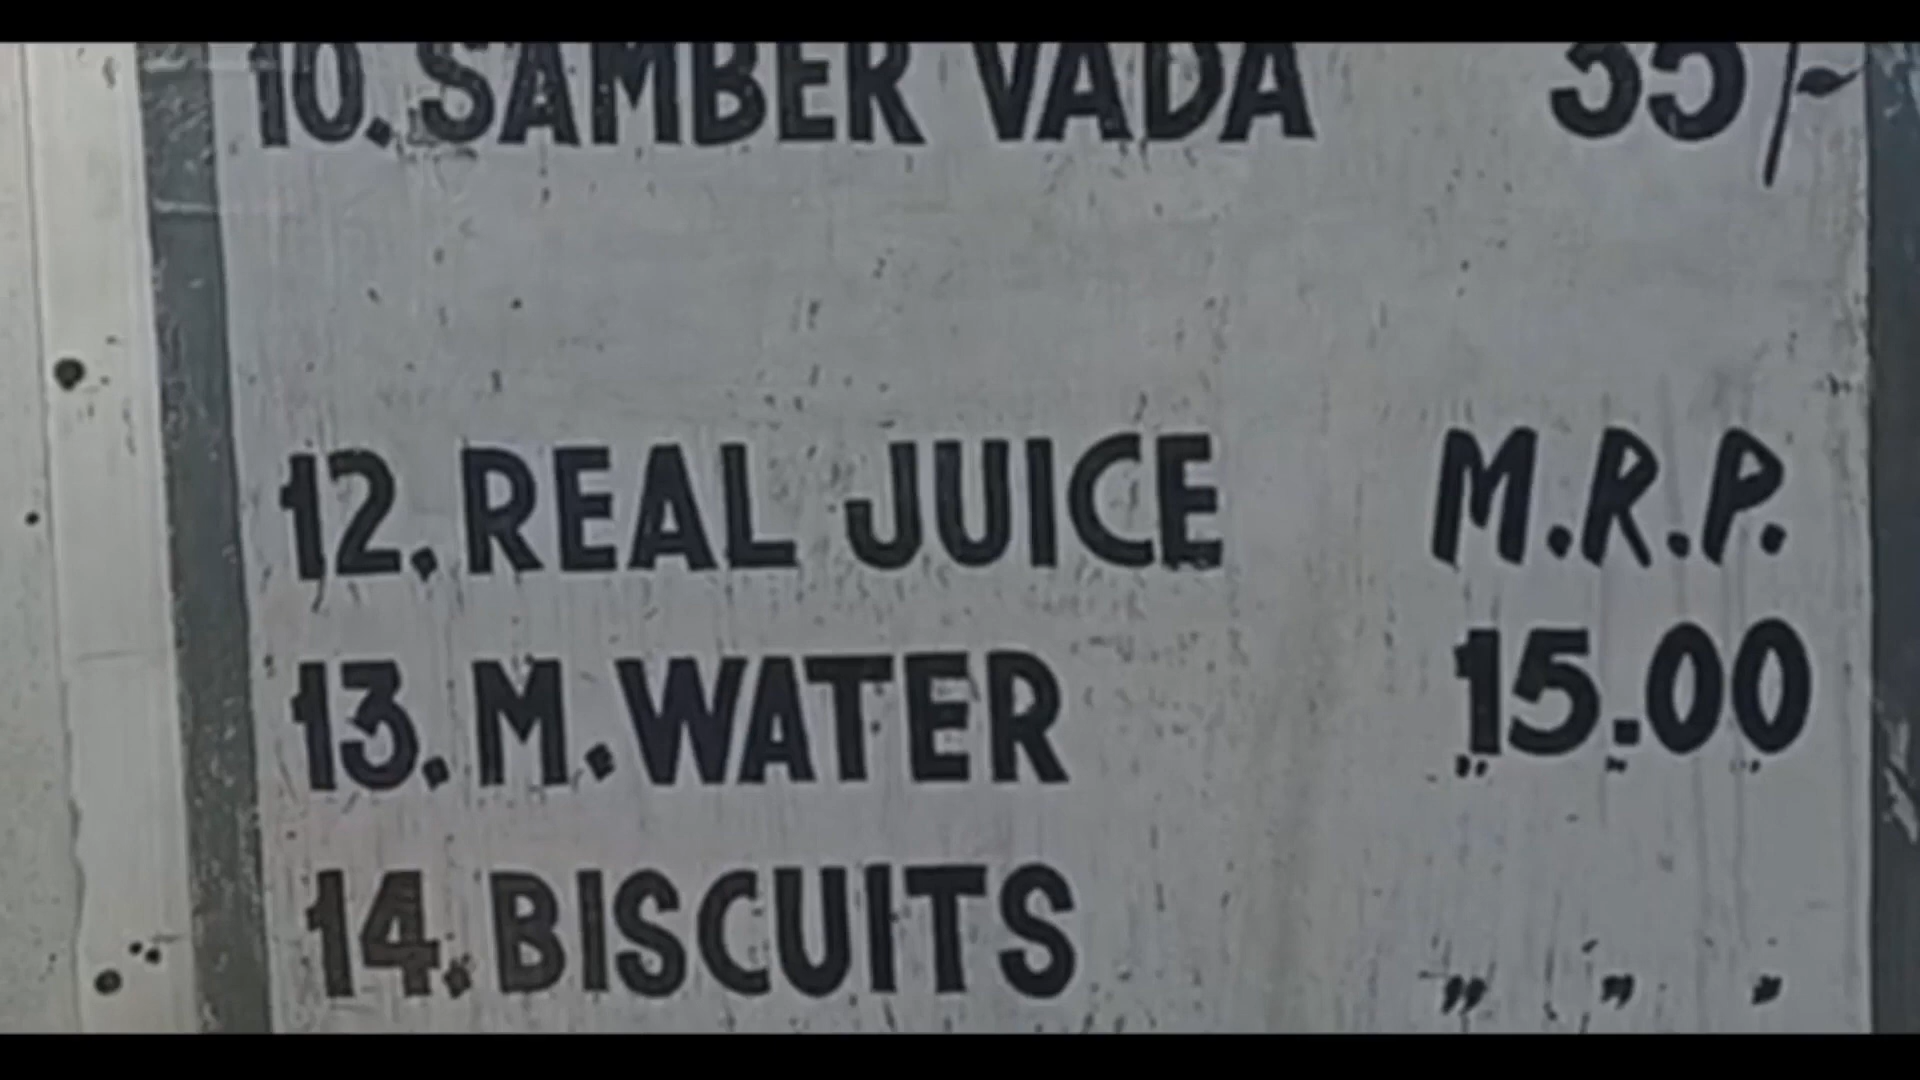 10. SAMBER VADA 35/-
12. REAL JUICE M.R.P.
13. M. WATER 15.00
14. BISCUITS " " "